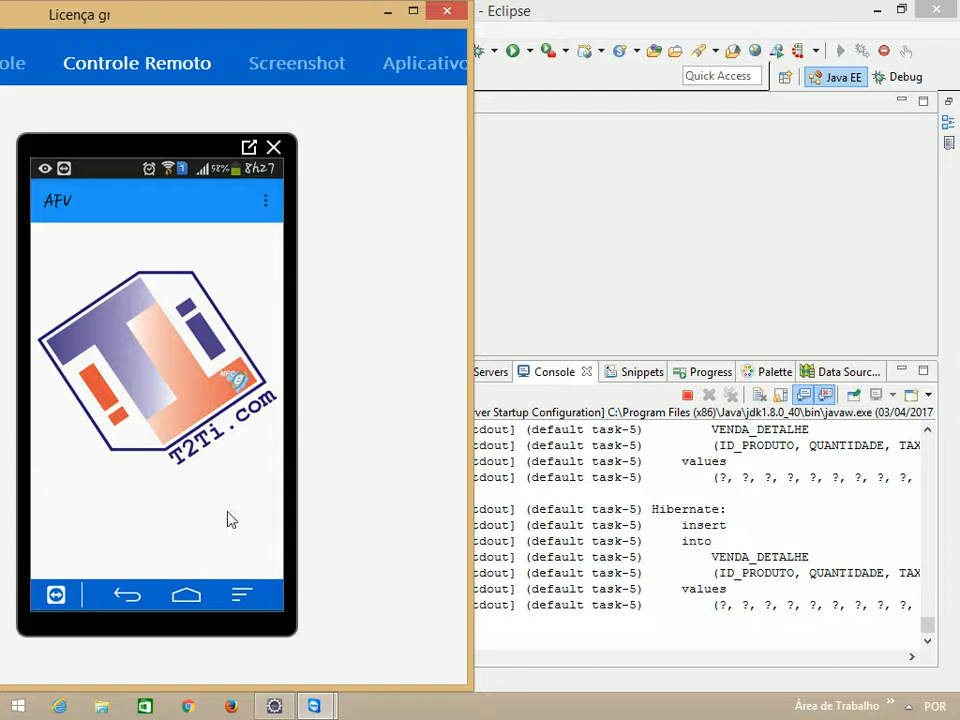 Licença gr
- Eclipse
ole Controle Remoto Screenshot Aplicativo
Quick Access
Java EE
Debug
58% 8h27
AFV
T2Ti.com
Servers Console Snippets Progress Palette Data Sourc...
ver Startup Configuration] C:\Program Files (x86)\Java\jdk1.8.0_40\bin\javaw.exe (03/04/2017
tdout] (default task-5) VENDA_DETALHE
tdout] (default task-5) (ID_PRODUTO, QUANTIDADE, TAX
tdout] (default task-5) values
tdout] (default task-5) (?, ?, ?, ?, ?, ?, ?, ?,
tdout] (default task-5) Hibernate:
tdout] (default task-5) insert
tdout] (default task-5) into
tdout] (default task-5) VENDA_DETALHE
tdout] (default task-5) (ID_PRODUTO, QUANTIDADE, TAX
tdout] (default task-5) values
tdout] (default task-5) (?, ?, ?, ?, ?, ?, ?, ?,
Área de Trabalho
POR